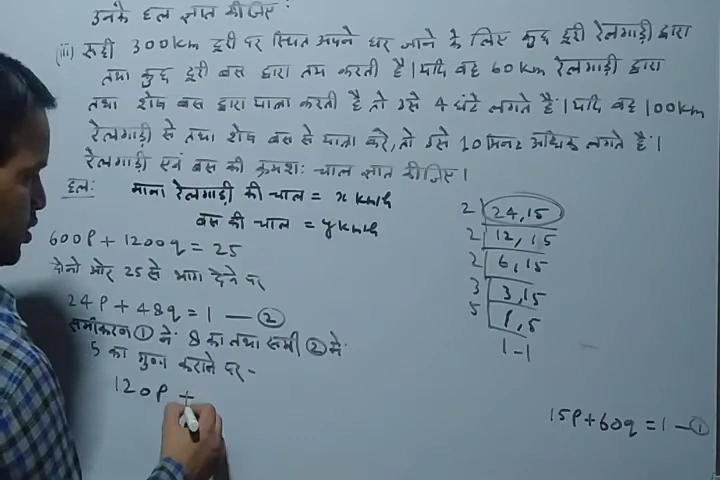 उनके हल ज्ञात कीजिए:
(iii) रूही 300km दूरी पर स्थित अपने घर जाने के लिए कुछ दूरी रेलगाड़ी द्वारा
तथा कुछ दूरी बस द्वारा तय करती है। यदि वह 60km रेलगाड़ी द्वारा
तथा शेष बस द्वारा यात्रा करती है तो उसे 4 घंटे लगते हैं। यदि वह 100km
रेलगाड़ी से तथा शेष बस से यात्रा करे, तो उसे 10 मिनट अधिक लगते हैं।
रेलगाड़ी एवं बस की क्रमशः चाल ज्ञात कीजिए।
हल: माना रेलगाड़ी की चाल = x km/h
बस की चाल = y km/h
600p + 1200q = 25
दोनों ओर 25 से भाग देने पर
24p + 48q = 1 — ②
समीकरण ① में 8 का तथा समी ② में
5 का गुणा कराने पर -
120p +
2 | 24, 15
2 | 12, 15
2 | 6, 15
3 | 3, 15
5 | 1, 5
1 - 1
15p + 60q = 1 — ①